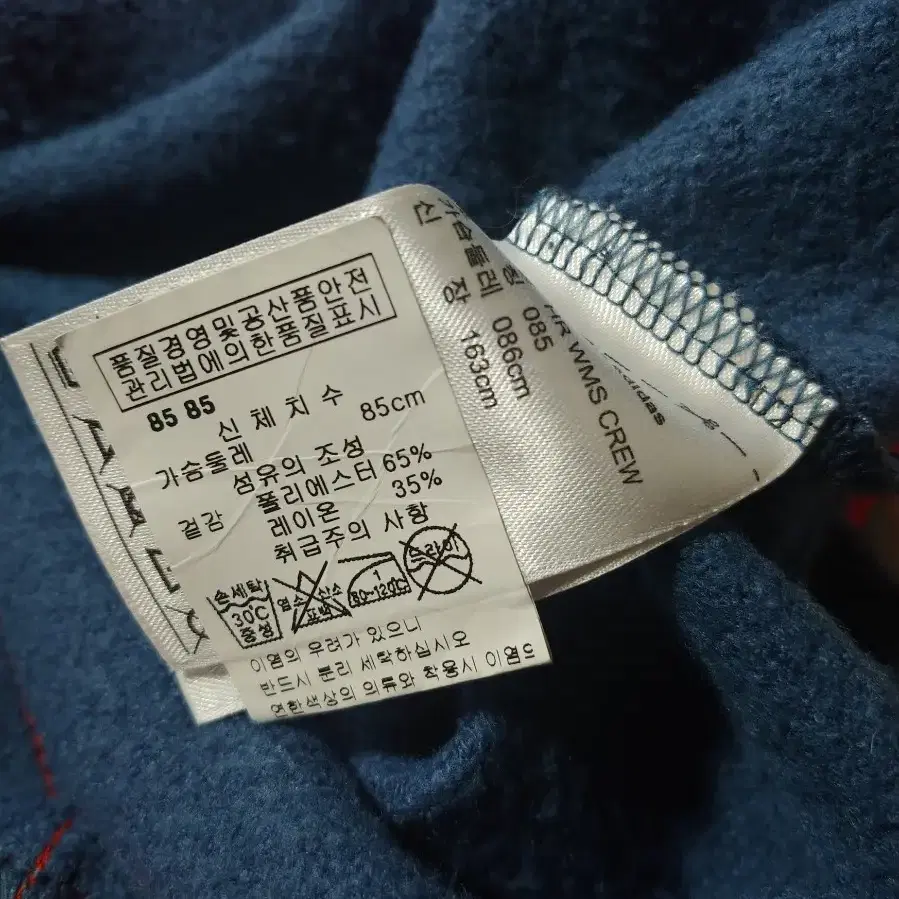 품질경영및공산품안전
관리법에의한품질표시
85 85
신체치수
가슴둘레 85cm
섬유의 조성
겉감 폴리에스터 65%
레이온 35%
취급주의 사항
손세탁 30℃ 중성
염소 산소 표백
1 80~120℃
드라이
이염의 우려가 있으니
반드시 분리 세탁하십시오
연한색상의 의류와 착용시 이염으
adidas
WMS CREW
085
가슴둘레 086cm
신장 163cm